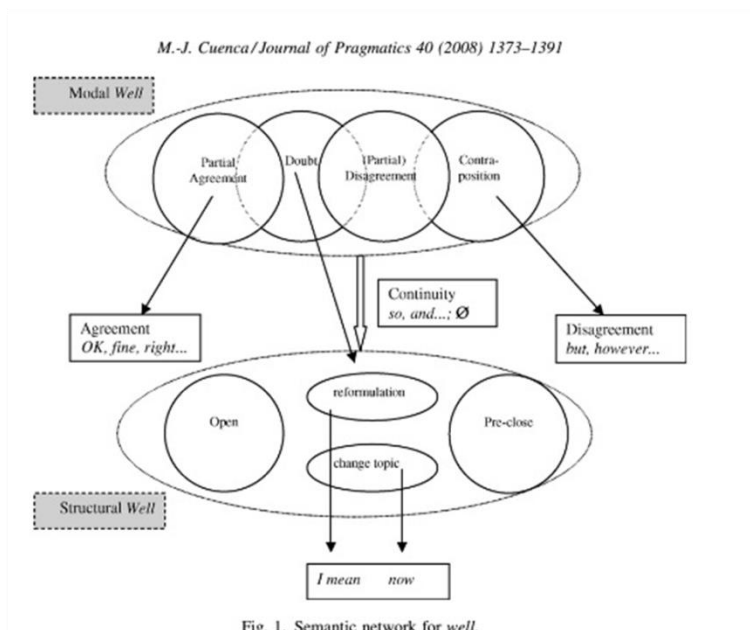 M.-J. Cuenca / Journal of Pragmatics 40 (2008) 1373–1391
Modal Well
Partial
Agreement
Doubt
(Partial)
Disagreement
Contra-
position
Continuity
so, and...; Ø
Agreement
OK, fine, right...
Disagreement
but, however...
reformulation
Open
Pre-close
change topic
Structural Well
I mean now
Fig. 1. Semantic network for well.